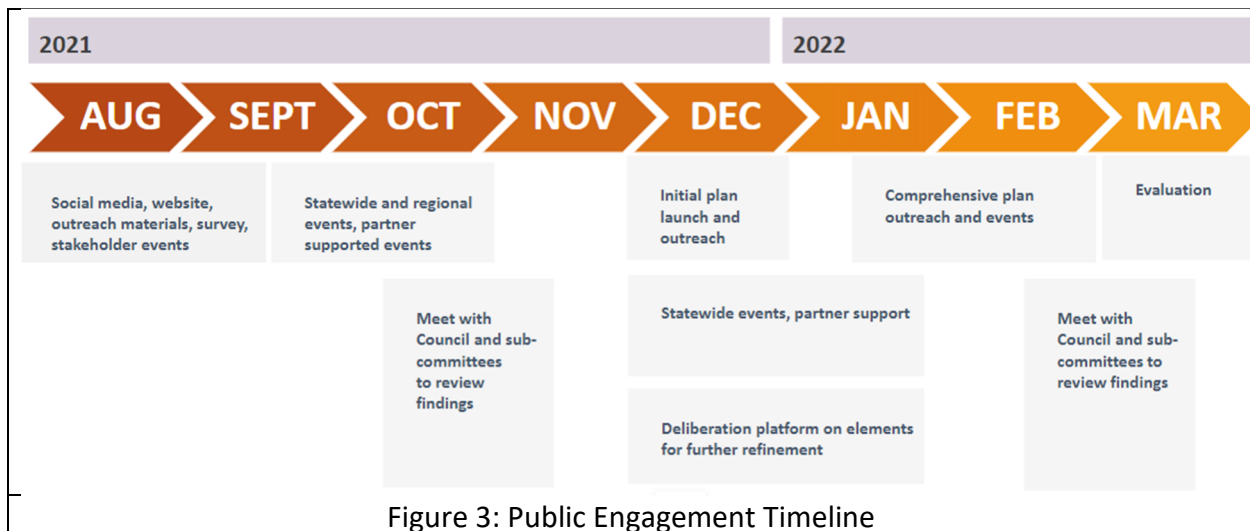 2021
2022
AUG
SEPT
OCT
NOV
DEC
JAN
FEB
MAR
Social media, website,
outreach materials, survey,
stakeholder events
Statewide and regional
events, partner
supported events
Initial plan
launch and
outreach
Comprehensive plan
outreach and events
Evaluation
Meet with
Council and sub-
committees
to review
findings
Statewide events, partner support
Deliberation platform on elements
for further refinement
Meet with
Council and sub-
committees to
review findings
Figure 3: Public Engagement Timeline